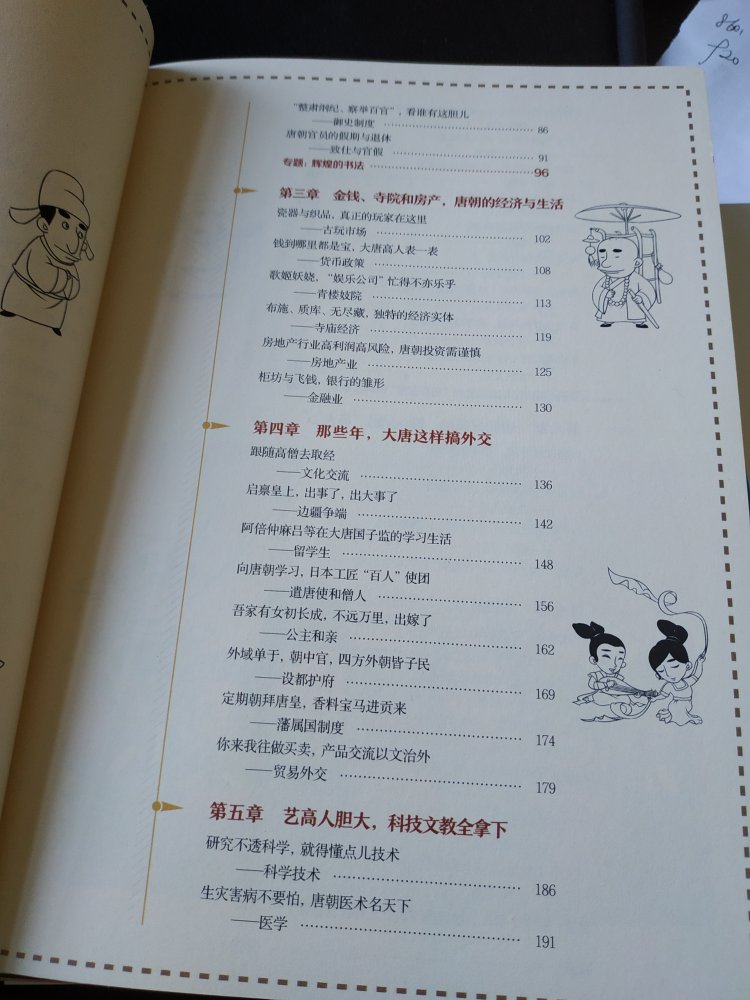 "整肃纲纪、察举百官"，看谁有这胆儿
——御史制度 86
唐朝官员的假期与退休
——致仕与官假 91
专题：辉煌的书法 96
第三章 金钱、寺院和房产，唐朝的经济与生活
瓷器与织品，真正的玩家在这里
——古玩市场 102
钱到哪里都是宝，大唐高人表一表
——货币政策 108
歌姬妖娆，"娱乐公司"忙得不亦乐乎
——青楼妓院 113
布施、质库、无尽藏，独特的经济实体
——寺庙经济 119
房地产行业高利润高风险，唐朝投资需谨慎
——房地产业 125
柜坊与飞钱，银行的雏形
——金融业 130
第四章 那些年，大唐这样搞外交
跟随高僧去取经
——文化交流 136
启禀皇上，出事了，出大事了
——边疆争端 142
阿倍仲麻吕等在大唐国子监的学习生活
——留学生 148
向唐朝学习，日本工匠"百人"使团
——遣唐使和僧人 156
吾家有女初长成，不远万里，出嫁了
——公主和亲 162
外域单于，朝中官，四方外朝皆子民
——设都护府 169
定期朝拜唐皇，香料宝马进贡来
——藩属国制度 174
你来我往做买卖，产品交流以文治外
——贸易外交 179
第五章 艺高人胆大，科技文教全拿下
研究不透科学，就得懂点儿技术
——科学技术 186
生灾害病不要怕，唐朝医术名天下
——医学 191